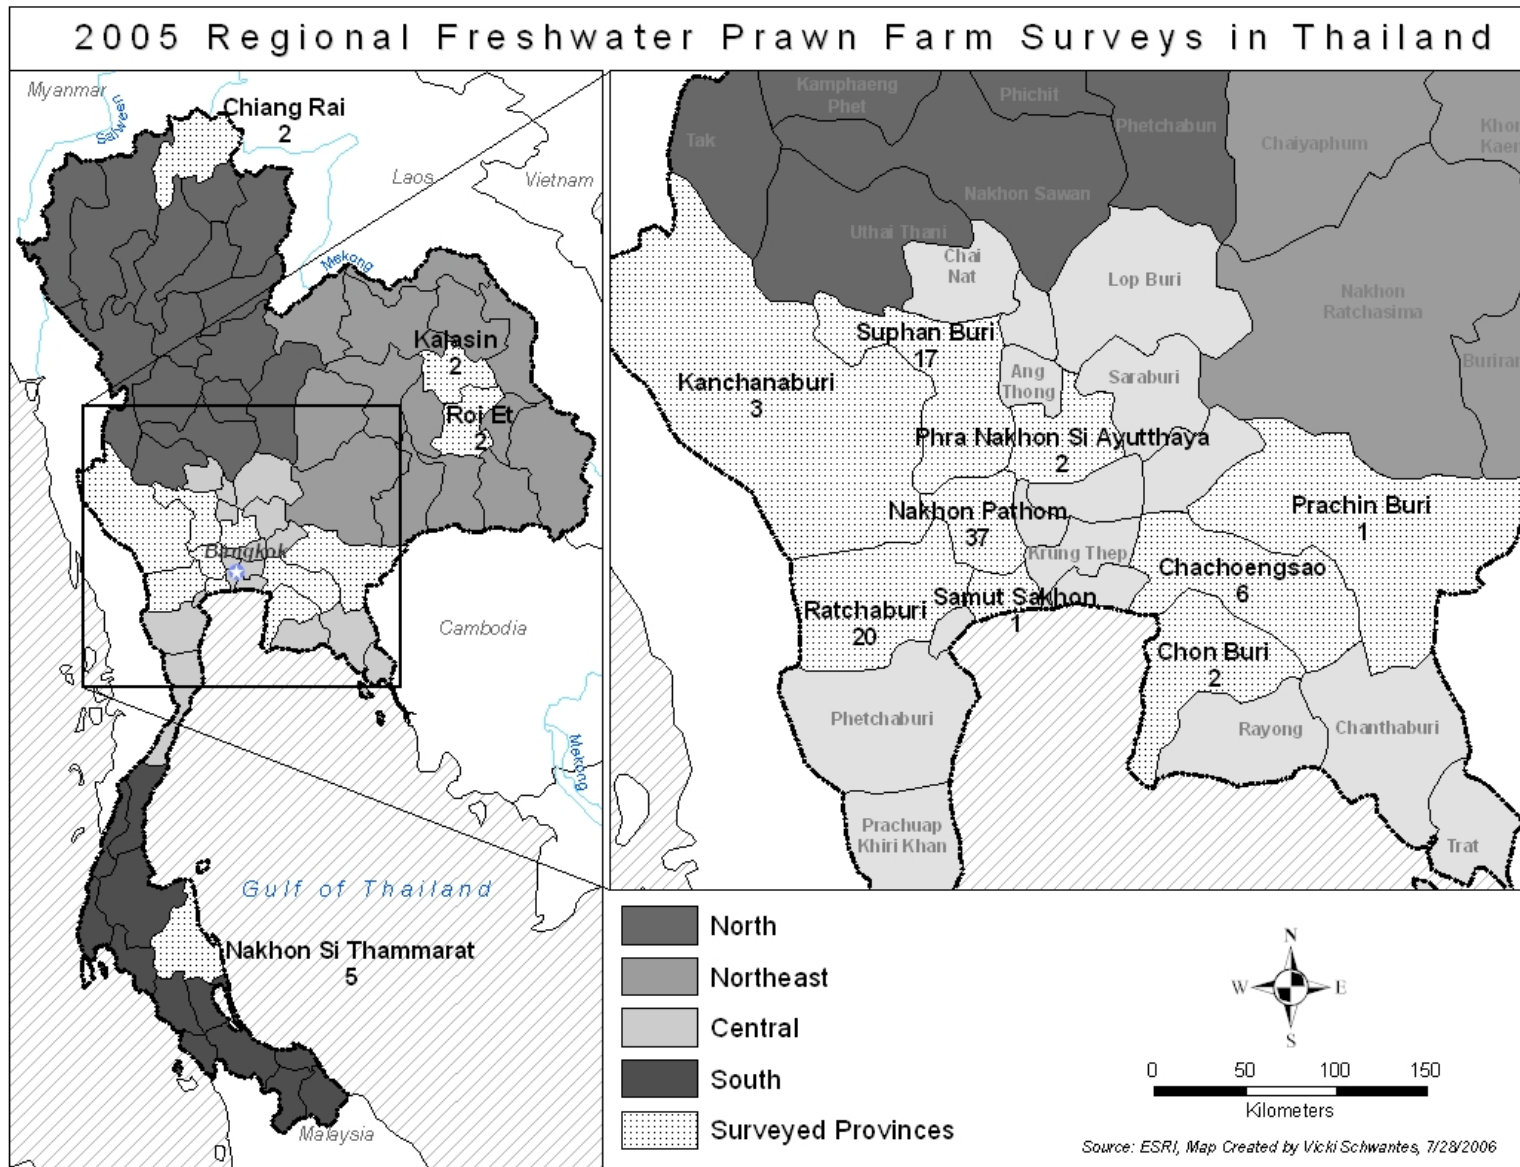 2005 Regional Freshwater Prawn Farm Surveys in Thailand
Myanmar
Salween
Chiang Rai
2
Laos
Vietnam
Mekong
Kalasin
2
Roi Et
2
Bangkok
Cambodia
Mekong
Gulf of Thailand
Nakhon Si Thammarat
5
Malaysia
Kamphaeng
Phet
Phichit
Phetchabun
Tak
Chaiyaphum
Khon
Kaen
Nakhon Sawan
Uthai Thani
Chai
Nat
Lop Buri
Nakhon
Ratchasima
Suphan Buri
17
Buriram
Kanchanaburi
3
Ang
Thong
Saraburi
Phra Nakhon Si Ayutthaya
2
Nakhon Pathom
37
Prachin Buri
1
Krung Thep
Chachoengsao
6
Ratchaburi
20
Samut Sakhon
1
Chon Buri
2
Phetchaburi
Rayong
Chanthaburi
Prachuap
Khiri Khan
Trat
North
Northeast
Central
South
Surveyed Provinces
N
W E
S
0 50 100 150
Kilometers
Source: ESRI, Map Created by Vicki Schwantes, 7/28/2006